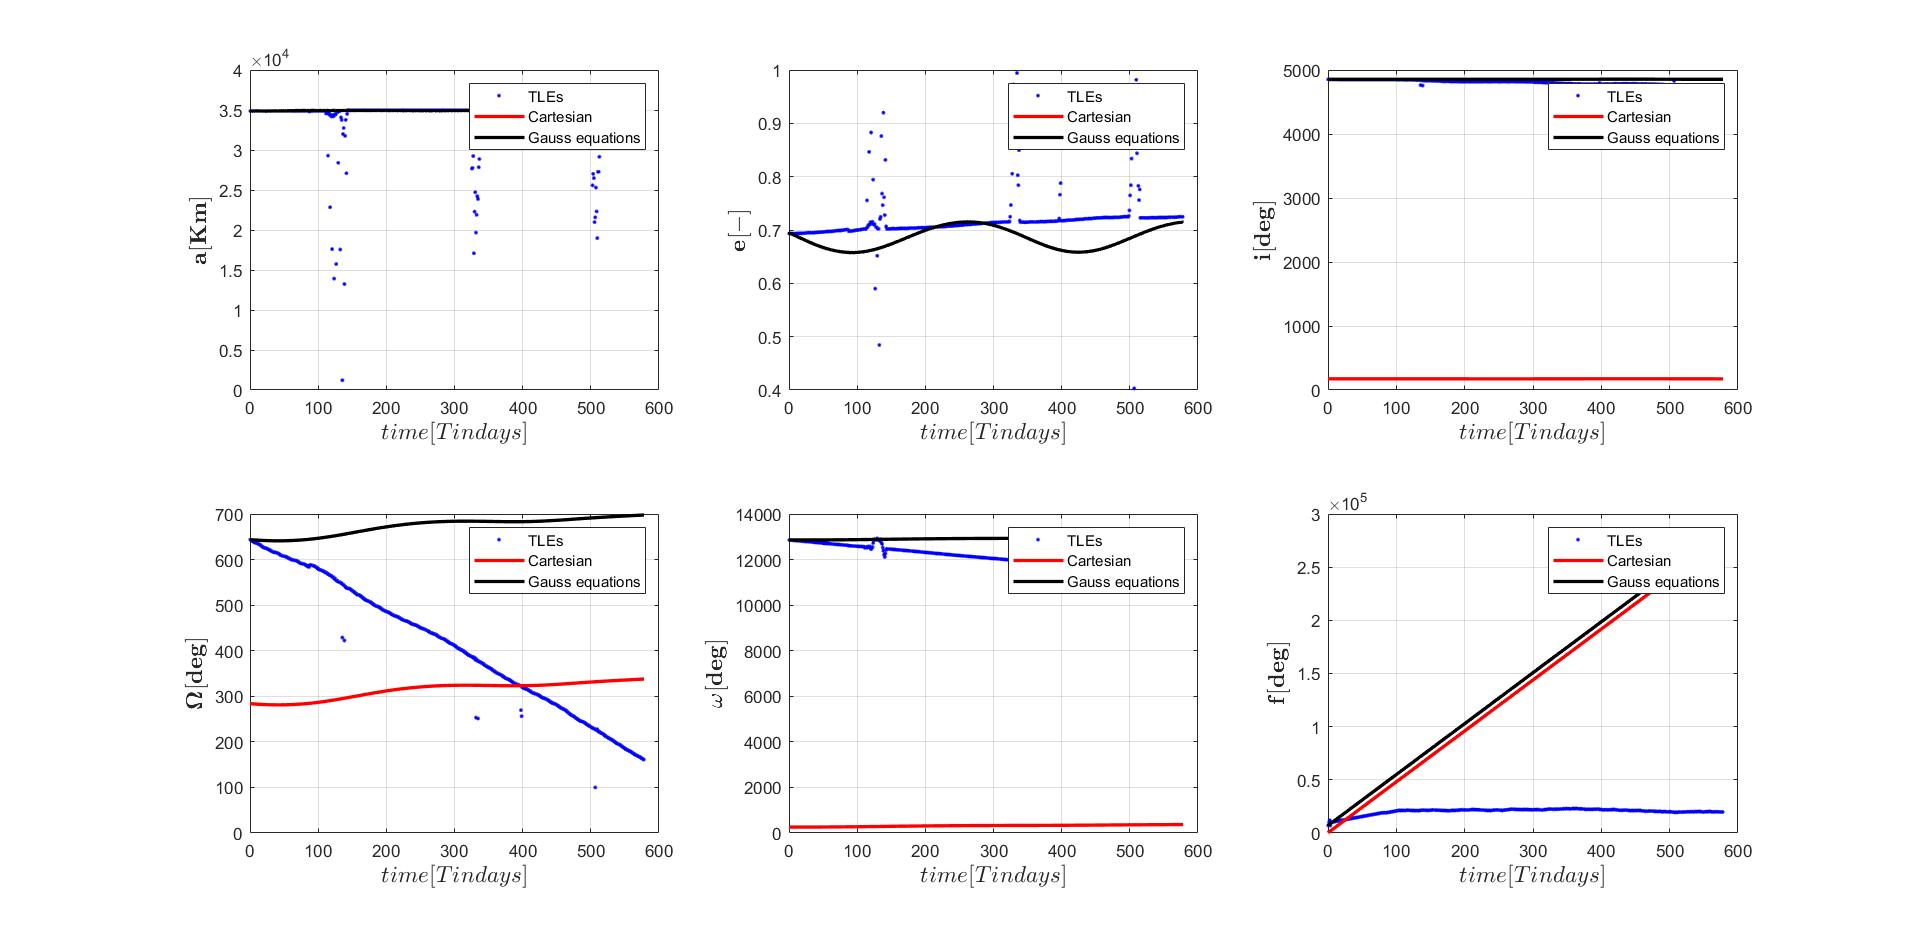 ×10^4
4
3.5
3
2.5
2
1.5
1
0.5
0
0 100 200 300 400 500 600
a[Km]
time[Tindays]
TLEs
Cartesian
Gauss equations
1
0.9
0.8
0.7
0.6
0.5
0.4
0 100 200 300 400 500 600
e[−]
time[Tindays]
TLEs
Cartesian
Gauss equations
5000
4000
3000
2000
1000
0
0 100 200 300 400 500 600
i[deg]
time[Tindays]
TLEs
Cartesian
Gauss equations
700
600
500
400
300
200
100
0
0 100 200 300 400 500 600
Ω[deg]
time[Tindays]
TLEs
Cartesian
Gauss equations
14000
12000
10000
8000
6000
4000
2000
0
0 100 200 300 400 500 600
ω[deg]
time[Tindays]
TLEs
Cartesian
Gauss equations
×10^5
3
2.5
2
1.5
1
0.5
0
0 100 200 300 400 500 600
f[deg]
time[Tindays]
TLEs
Cartesian
Gauss equations